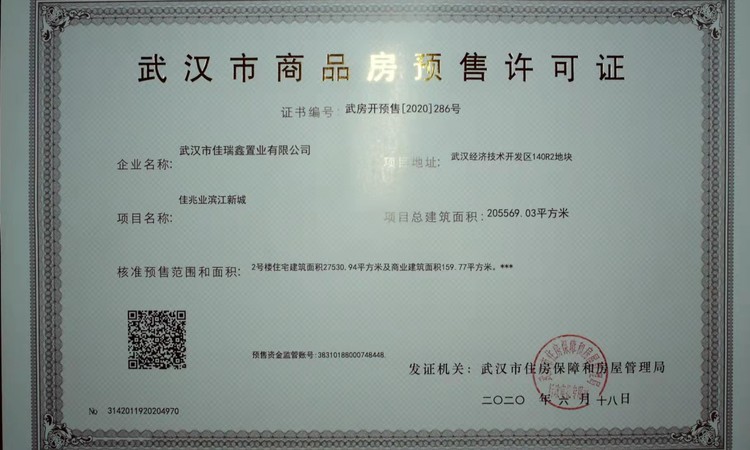 武汉市商品房预售许可证
证书编号: 武房开预售[2020]286号
企业名称: 武汉市佳瑞鑫置业有限公司
项目地址: 武汉经济技术开发区140R2地块
项目名称: 佳兆业滨江新城
项目总建筑面积: 205569.03平方米
核准预售范围和面积: 2号楼住宅建筑面积27530.94平方米及商业建筑面积159.77平方米。***
预售资金监管账号:38310188000748448
发证机关: 武汉市住房保障和房屋管理局
二〇二〇 年 六 月 十八 日
№ 3142011920204970